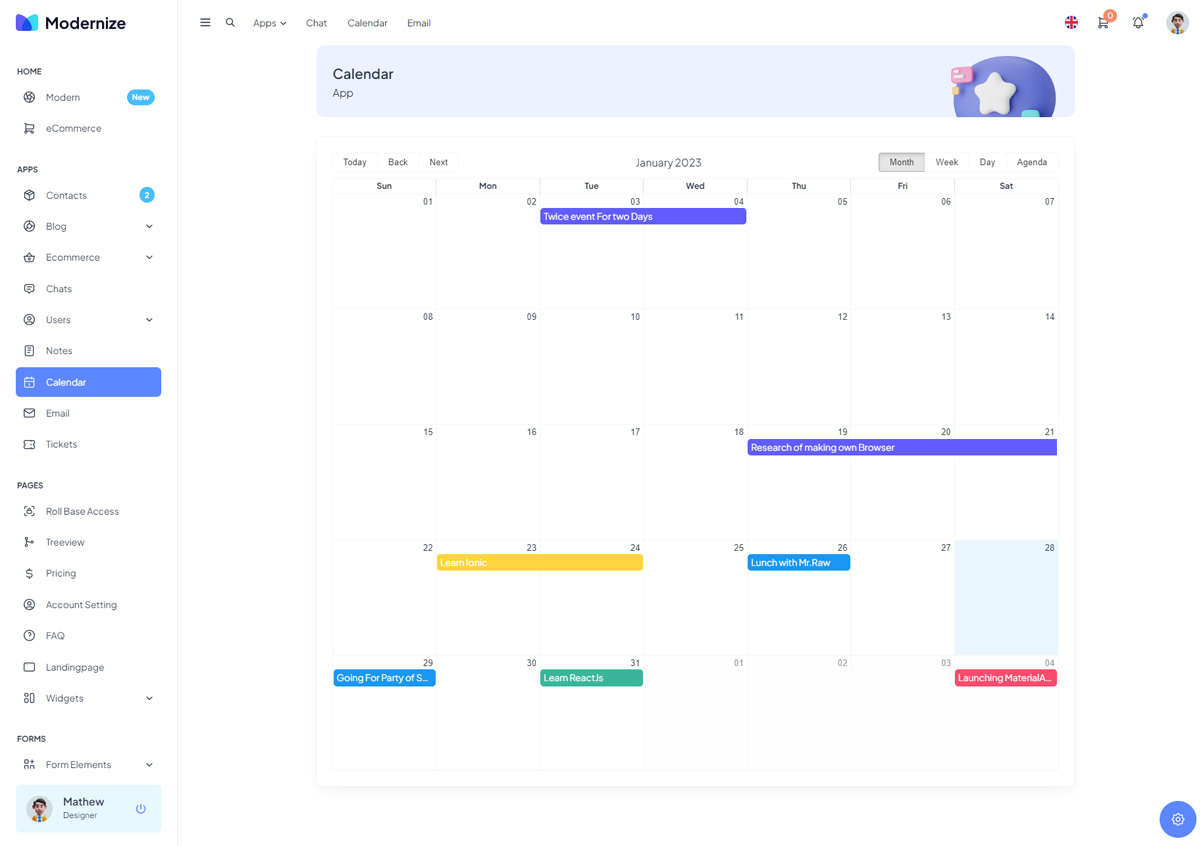 Modernize
Apps Chat Calendar Email
0
HOME
Modern New
eCommerce
APPS
Contacts 2
Blog
Ecommerce
Chats
Users
Notes
Calendar
Email
Tickets
PAGES
Roll Base Access
Treeview
Pricing
Account Setting
FAQ
Landingpage
Widgets
FORMS
Form Elements
Mathew
Designer
Calendar
App
Today Back Next January 2023 Month Week Day Agenda
Sun Mon Tue Wed Thu Fri Sat
01 02 03 04 05 06 07
Twice event For two Days
08 09 10 11 12 13 14
15 16 17 18 19 20 21
Research of making own Browser
22 23 24 25 26 27 28
Learn Ionic Lunch with Mr.Raw
29 30 31 01 02 03 04
Going For Party of S... Learn ReactJs Launching MaterialA...